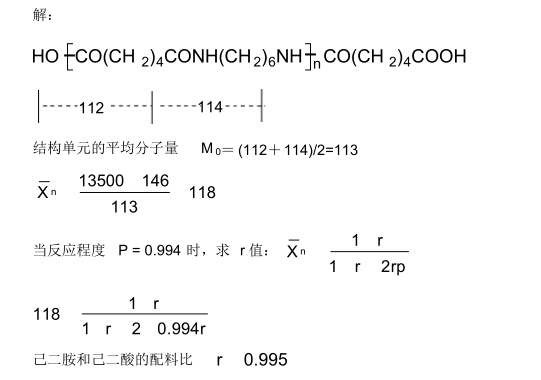 解：
HO [CO(CH 2)4CONH(CH2)6NH]n CO(CH 2)4COOH
112 114
结构单元的平均分子量 M0=(112+114)/2=113
X̅n 13500 146 / 113 118
当反应程度 P = 0.994 时，求 r 值： X̅n 1 r / 1 r 2rp
118 1 r / 1 r 2 0.994r
己二胺和己二酸的配料比 r 0.995